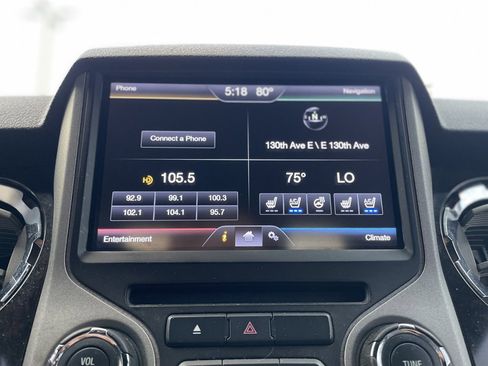 Phone
5:18 80°
Navigation
N
Connect a Phone
130th Ave E \ E 130th Ave
105.5
75° LO
92.9 99.1 100.3
102.1 104.1 95.7
Entertainment
i
Climate
VOL
TUNE